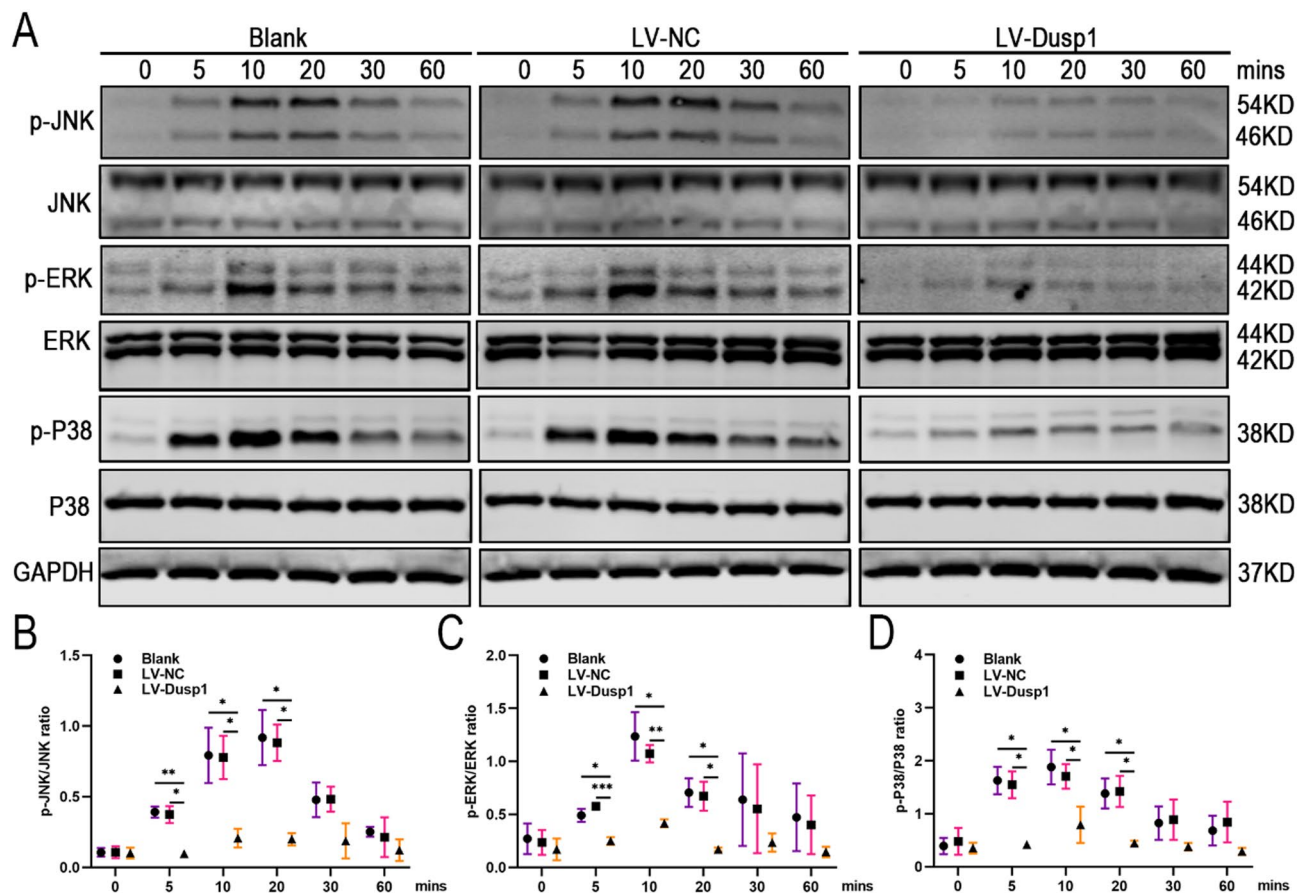 A
Blank LV-NC LV-Dusp1
0 5 10 20 30 60 0 5 10 20 30 60 0 5 10 20 30 60 mins
p-JNK 54KD
46KD
JNK 54KD
46KD
p-ERK 44KD
42KD
ERK 44KD
42KD
p-P38 38KD
P38 38KD
GAPDH 37KD
B
p-JNK/JNK ratio
1.5
1.0
0.5
0.0
Blank
LV-NC
LV-Dusp1
** * * * * *
0 5 10 20 30 60 mins
C
p-ERK/ERK ratio
2.0
1.5
1.0
0.5
0.0
Blank
LV-NC
LV-Dusp1
* *** * ** * *
0 5 10 20 30 60 mins
D
p-P38/P38 ratio
4
3
2
1
0
Blank
LV-NC
LV-Dusp1
* * * * * *
0 5 10 20 30 60 mins